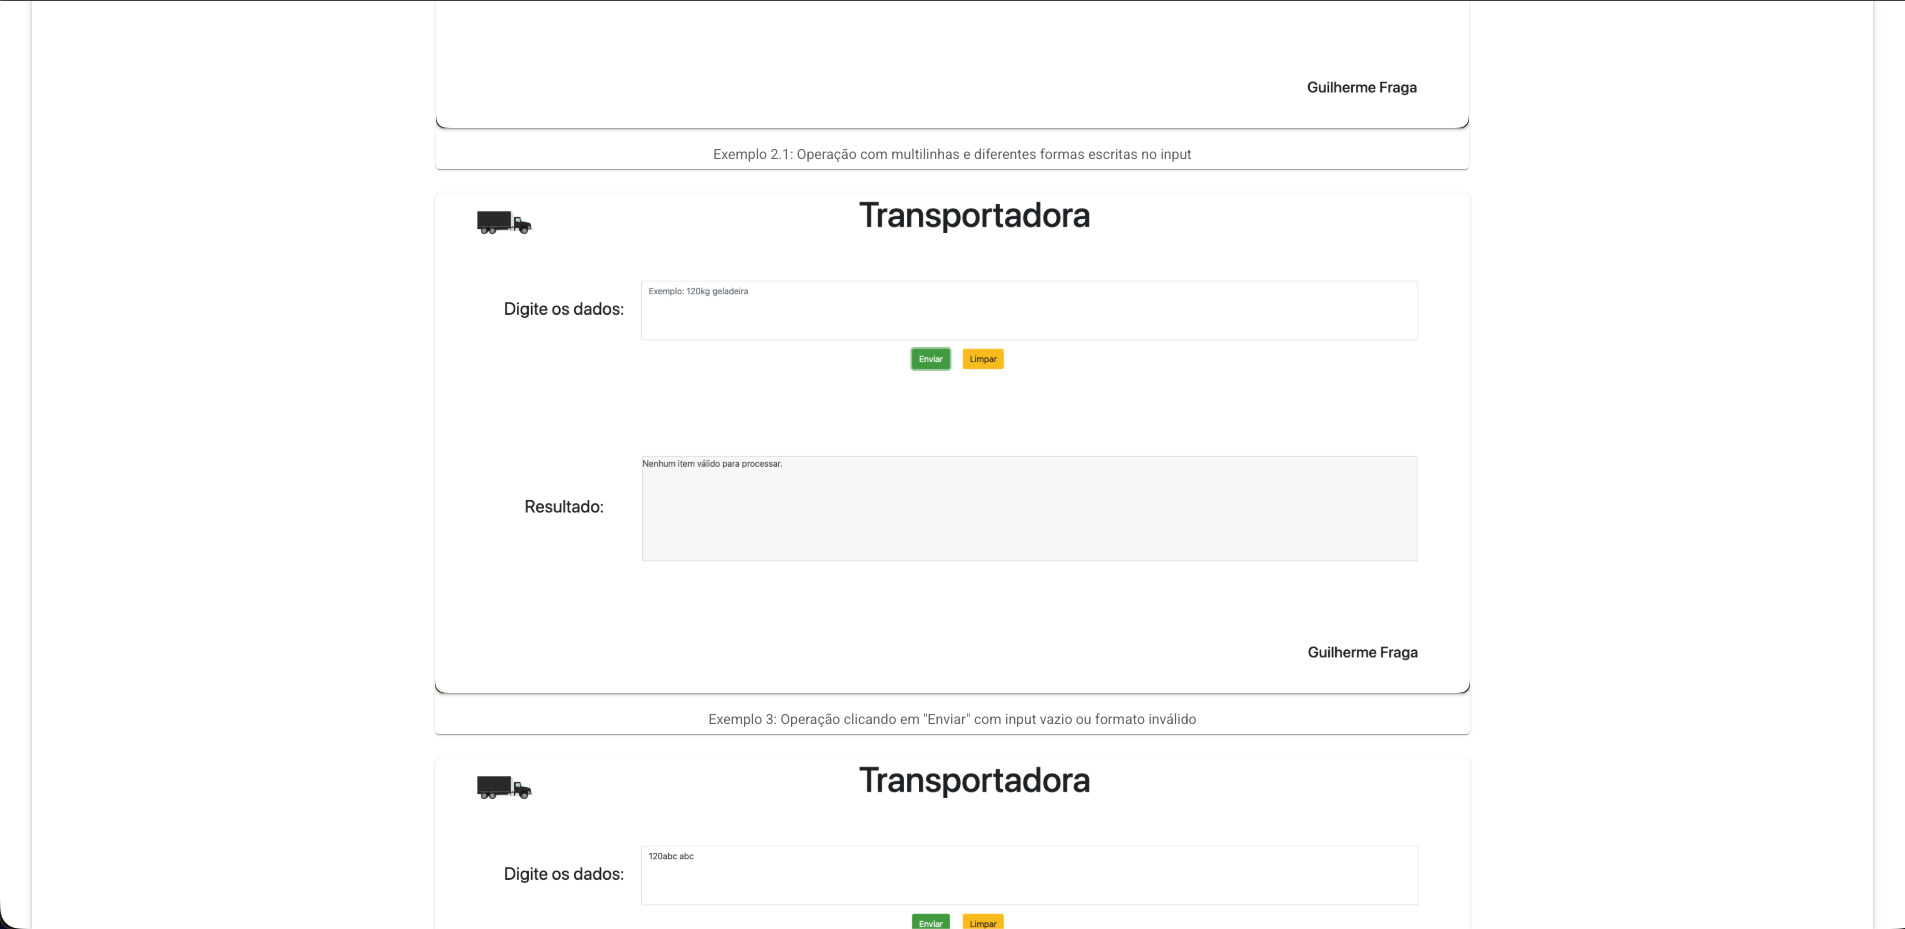 Guilherme Fraga
Exemplo 2.1: Operação com multilinhas e diferentes formas escritas no input
Transportadora
Digite os dados:
Exemplo: 120kg geladeira
Enviar
Limpar
Resultado:
Nenhum item válido para processar.
Guilherme Fraga
Exemplo 3: Operação clicando em "Enviar" com input vazio ou formato inválido
Transportadora
Digite os dados:
120abc abc
Enviar
Limpar